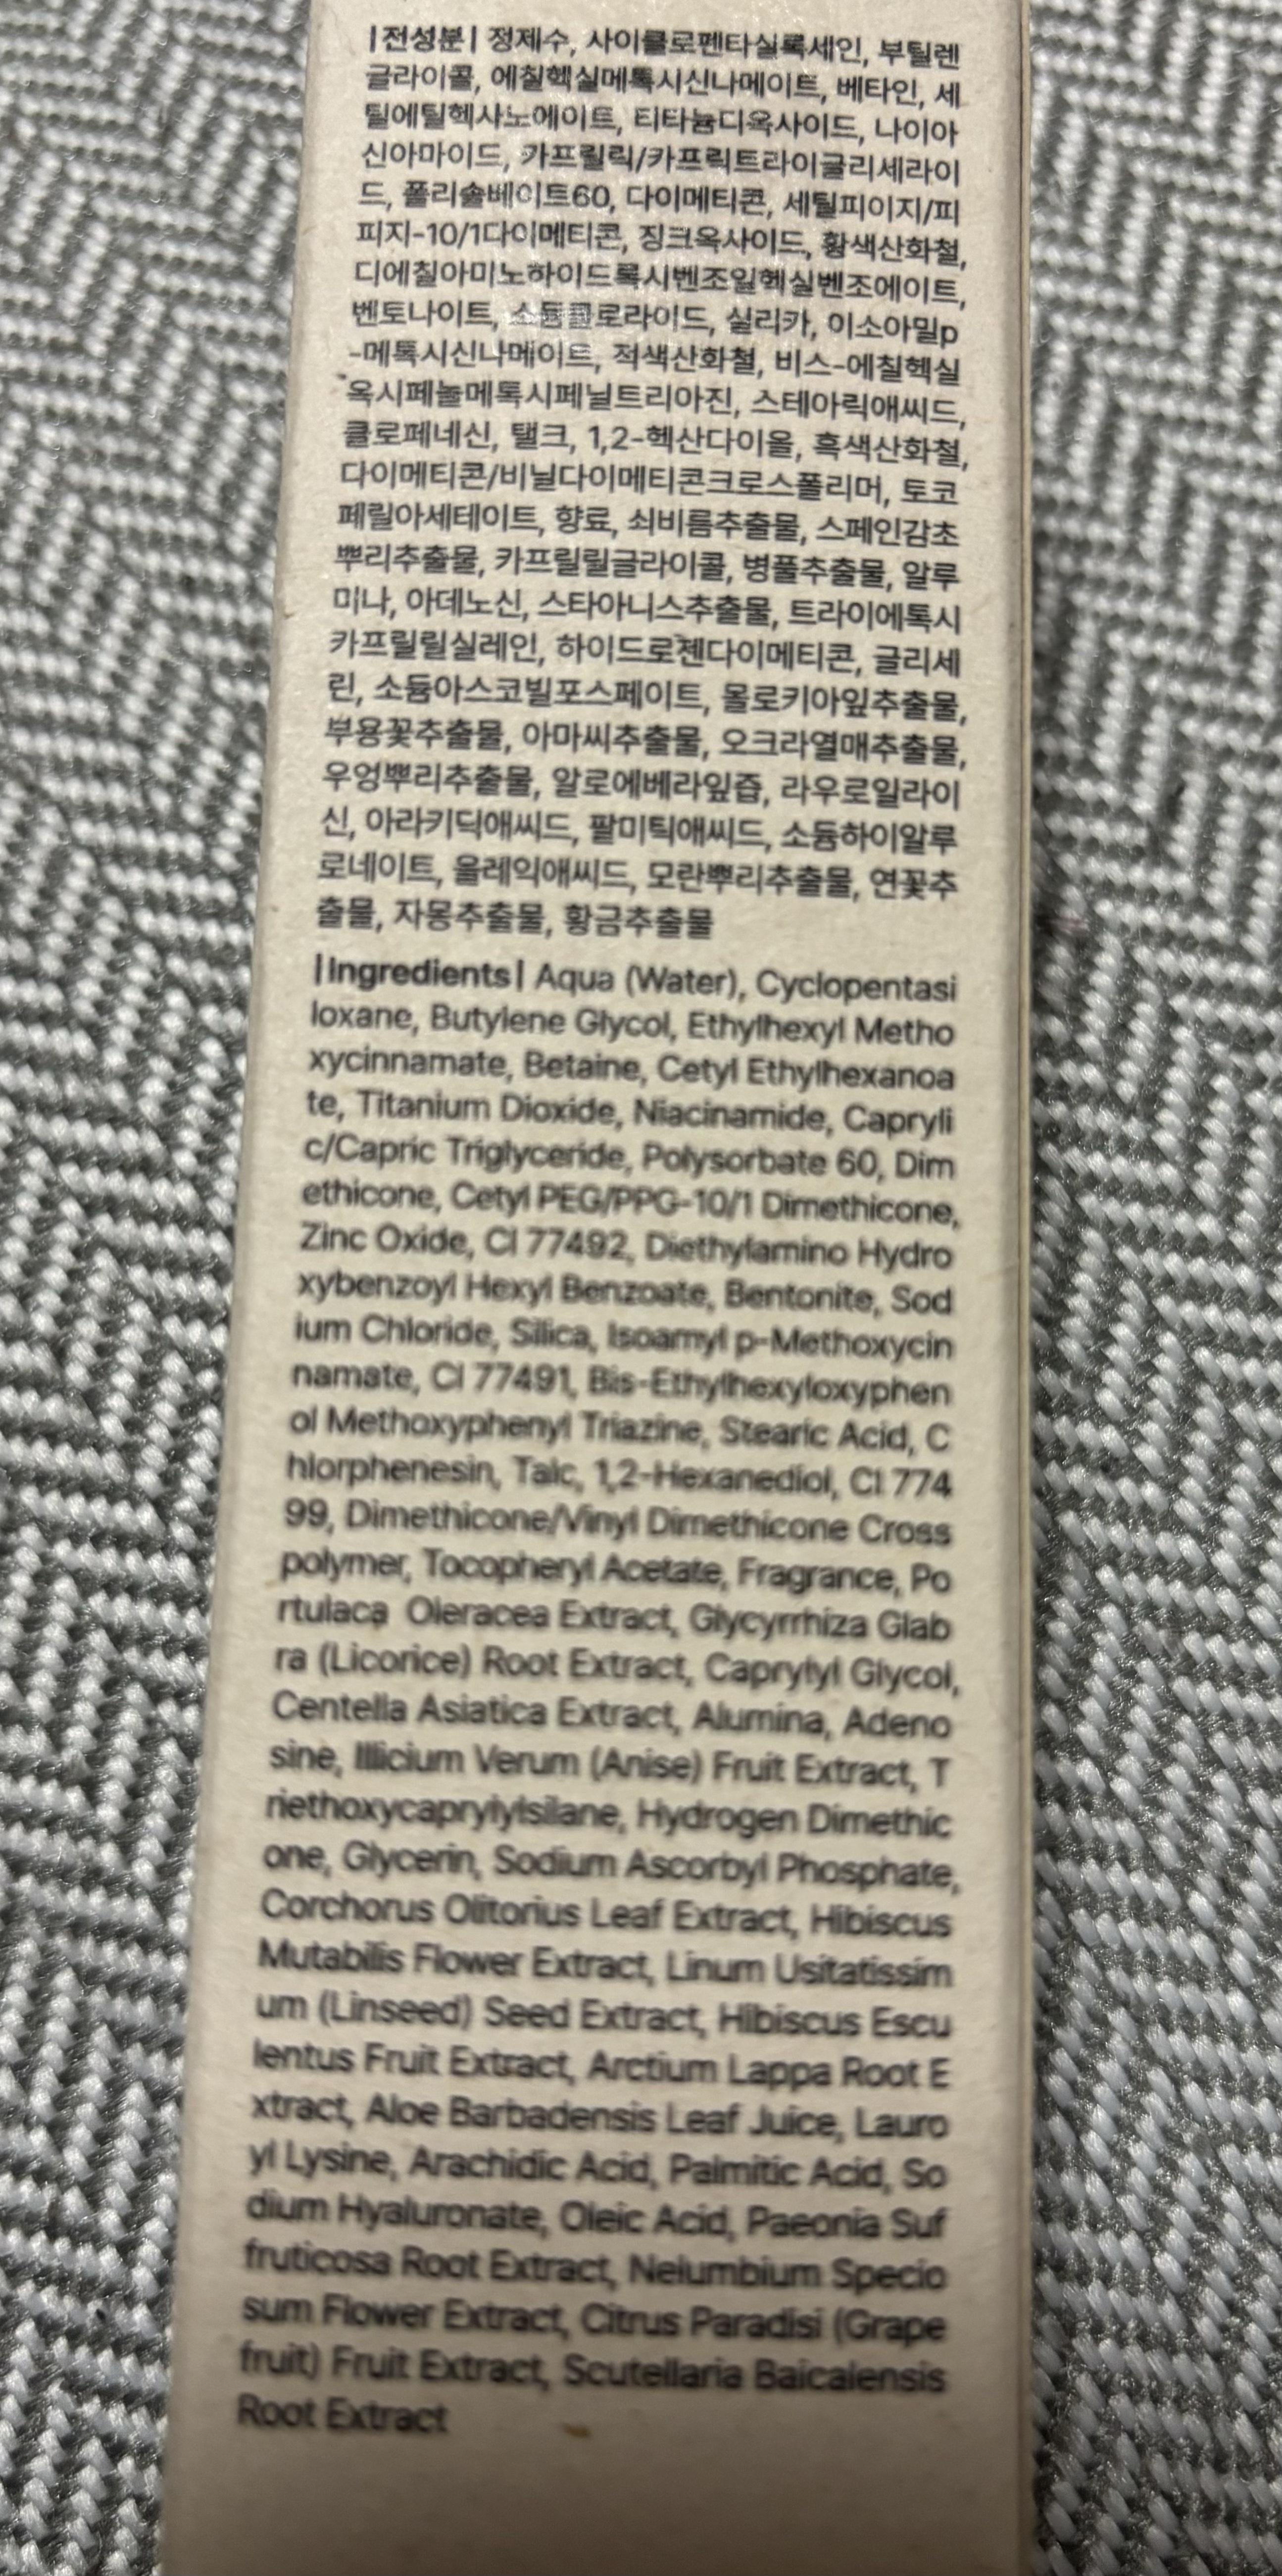 |전성분| 정제수, 사이클로펜타실록세인, 부틸렌
글라이콜, 에칠헥실메톡시신나메이트, 베타인, 세
틸에틸헥사노에이트, 티타늄디옥사이드, 나이아
신아마이드, 카프릴릭/카프릭트라이글리세라이
드, 폴리솔베이트60, 다이메티콘, 세틸피이지/피
피지-10/1다이메티콘, 징크옥사이드, 황색산화철,
디에칠아미노하이드록시벤조일헥실벤조에이트,
벤토나이트, 소듐클로라이드, 실리카, 이소아밀p
-메톡시신나메이트, 적색산화철, 비스-에칠헥실
옥시페놀메톡시페닐트리아진, 스테아릭애씨드,
클로페네신, 탤크, 1,2-헥산다이올, 흑색산화철,
다이메티콘/비닐다이메티콘크로스폴리머, 토코
페릴아세테이트, 향료, 쇠비름추출물, 스페인감초
뿌리추출물, 카프릴릴글라이콜, 병풀추출물, 알루
미나, 아데노신, 스타아니스추출물, 트라이에톡시
카프릴릴실레인, 하이드로젠다이메티콘, 글리세
린, 소듐아스코빌포스페이트, 몰로키아잎추출물,
부용꽃추출물, 아마씨추출물, 오크라열매추출물,
우엉뿌리추출물, 알로에베라잎즙, 라우로일라이
신, 아라키딕애씨드, 팔미틱애씨드, 소듐하이알루
로네이트, 올레익애씨드, 모란뿌리추출물, 연꽃추
출물, 자몽추출물, 황금추출물
|Ingredients| Aqua (Water), Cyclopentasi
loxane, Butylene Glycol, Ethylhexyl Metho
xycinnamate, Betaine, Cetyl Ethylhexanoa
te, Titanium Dioxide, Niacinamide, Capryli
c/Capric Triglyceride, Polysorbate 60, Dim
ethicone, Cetyl PEG/PPG-10/1 Dimethicone,
Zinc Oxide, CI 77492, Diethylamino Hydro
xybenzoyl Hexyl Benzoate, Bentonite, Sod
ium Chloride, Silica, Isoamyl p-Methoxycin
namate, CI 77491, Bis-Ethylhexyloxyphen
ol Methoxyphenyl Triazine, Stearic Acid, C
hlorphenesin, Talc, 1,2-Hexanediol, CI 774
99, Dimethicone/Vinyl Dimethicone Cross
polymer, Tocopheryl Acetate, Fragrance, Po
rtulaca Oleracea Extract, Glycyrrhiza Glab
ra (Licorice) Root Extract, Caprylyl Glycol,
Centella Asiatica Extract, Alumina, Adeno
sine, Illicium Verum (Anise) Fruit Extract, T
riethoxycaprylylsilane, Hydrogen Dimethic
one, Glycerin, Sodium Ascorbyl Phosphate,
Corchorus Olitorius Leaf Extract, Hibiscus
Mutabilis Flower Extract, Linum Usitatissim
um (Linseed) Seed Extract, Hibiscus Escu
lentus Fruit Extract, Arctium Lappa Root E
xtract, Aloe Barbadensis Leaf Juice, Lauro
yl Lysine, Arachidic Acid, Palmitic Acid, So
dium Hyaluronate, Oleic Acid, Paeonia Suf
fruticosa Root Extract, Nelumbium Specio
sum Flower Extract, Citrus Paradisi (Grape
fruit) Fruit Extract, Scutellaria Baicalensis
Root Extract